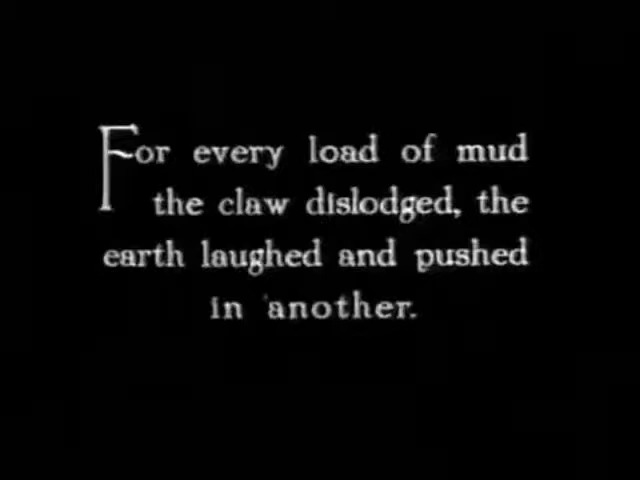 For every load of mud
the claw dislodged, the
earth laughed and pushed
in another.